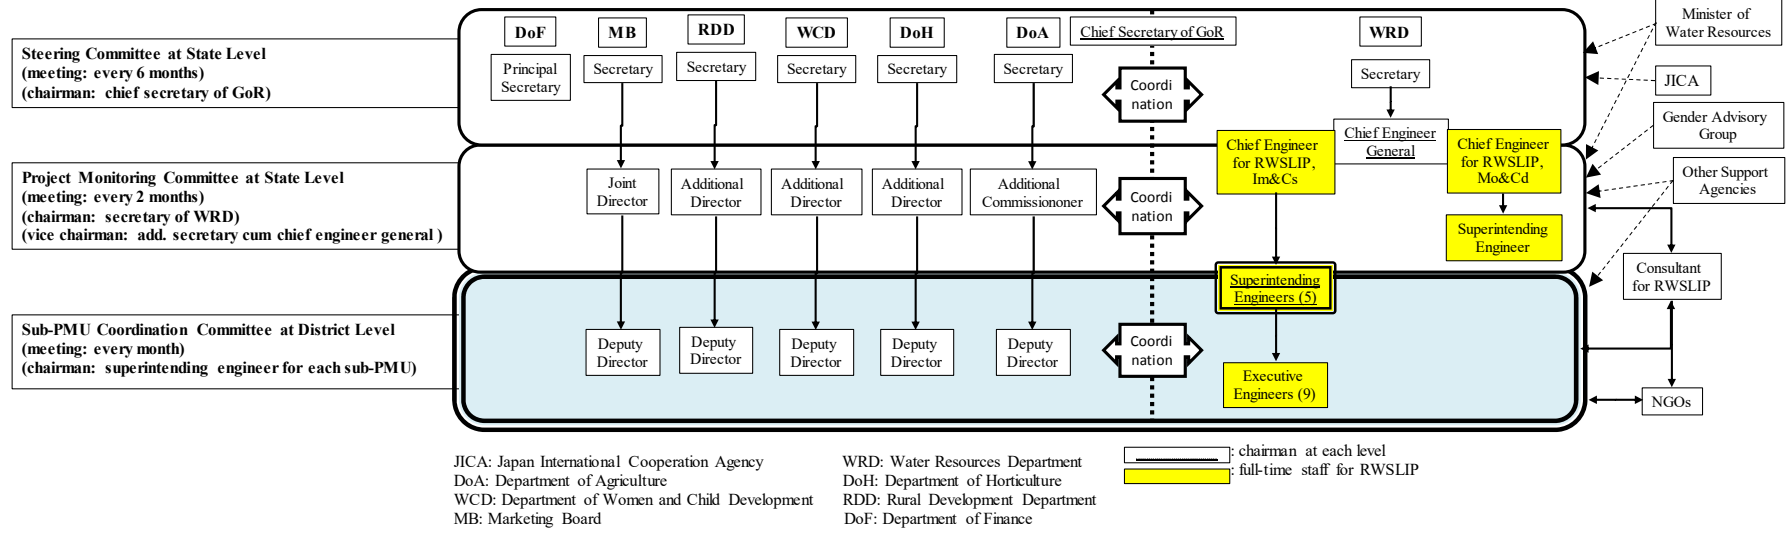 Steering Committee at State Level
(meeting: every 6 months)
(chairman: chief secretary of GoR)
DoF
MB
RDD
WCD
DoH
DoA
Chief Secretary of GoR
WRD
Principal
Secretary
Secretary
Secretary
Secretary
Secretary
Secretary
Coordi
nation
Secretary
Minister of
Water Resources
JICA
Gender Advisory
Group
Other Support
Agencies
Project Monitoring Committee at State Level
(meeting: every 2 months)
(chairman: secretary of WRD)
(vice chairman: add. secretary cum chief engineer general )
Joint
Director
Additional
Director
Additional
Director
Additional
Director
Additional
Commissiononer
Coordi
nation
Chief Engineer
for RWSLIP,
Im&Cs
Chief Engineer
General
Chief Engineer
for RWSLIP,
Mo&Cd
Superintending
Engineer
Consultant
for RWSLIP
Sub-PMU Coordination Committee at District Level
(meeting: every month)
(chairman: superintending engineer for each sub-PMU)
Deputy
Director
Deputy
Director
Deputy
Director
Deputy
Director
Deputy
Director
Coordi
nation
Superintending
Engineers (5)
Executive
Engineers (9)
NGOs
JICA: Japan International Cooperation Agency
DoA: Department of Agriculture
WCD: Department of Women and Child Development
MB: Marketing Board
WRD: Water Resources Department
DoH: Department of Horticulture
RDD: Rural Development Department
DoF: Department of Finance
: chairman at each level
: full-time staff for RWSLIP